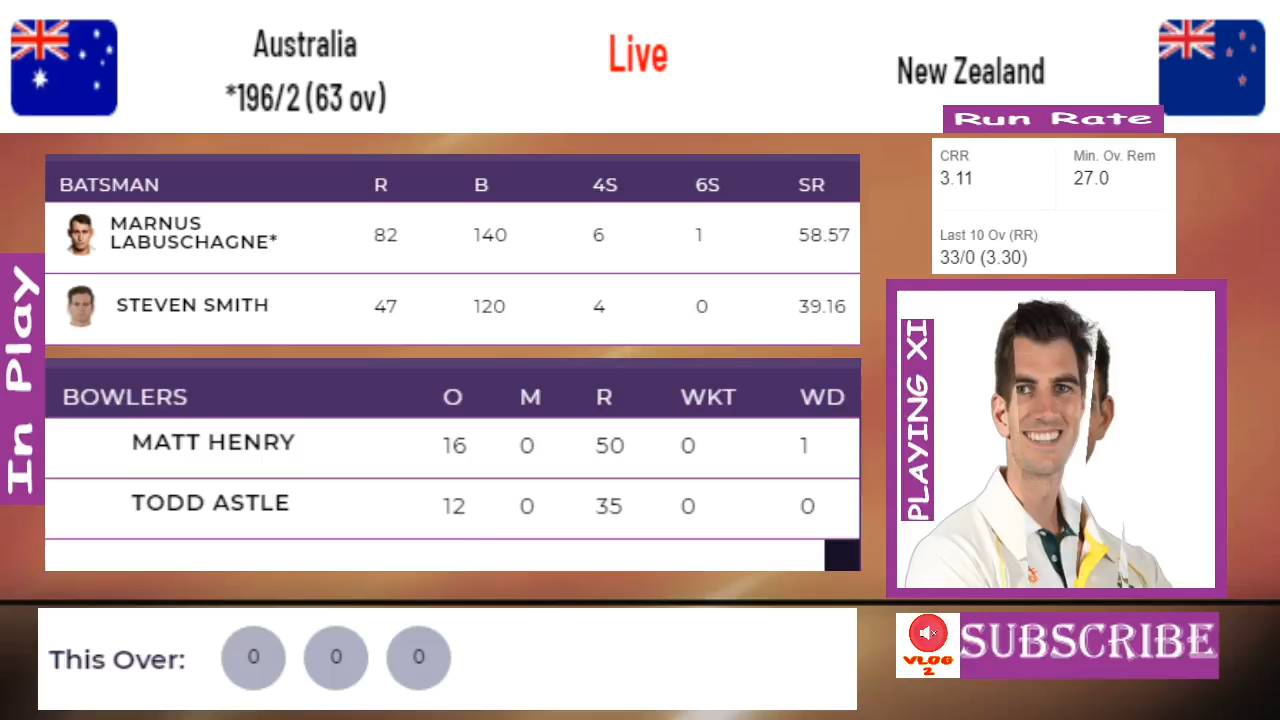 Australia
*196/2 (63 ov)
Live
New Zealand
Run Rate
CRR
Min. Ov. Rem
3.11
27.0
Last 10 Ov (RR)
33/0 (3.30)
In Play
BATSMAN R B 4S 6S SR
MARNUS
LABUSCHAGNE* 82 140 6 1 58.57
STEVEN SMITH 47 120 4 0 39.16
BOWLERS O M R WKT WD
MATT HENRY 16 0 50 0 1
TODD ASTLE 12 0 35 0 0
PLAYING XI
This Over: 0 0 0
VLOG
2
SUBSCRIBE